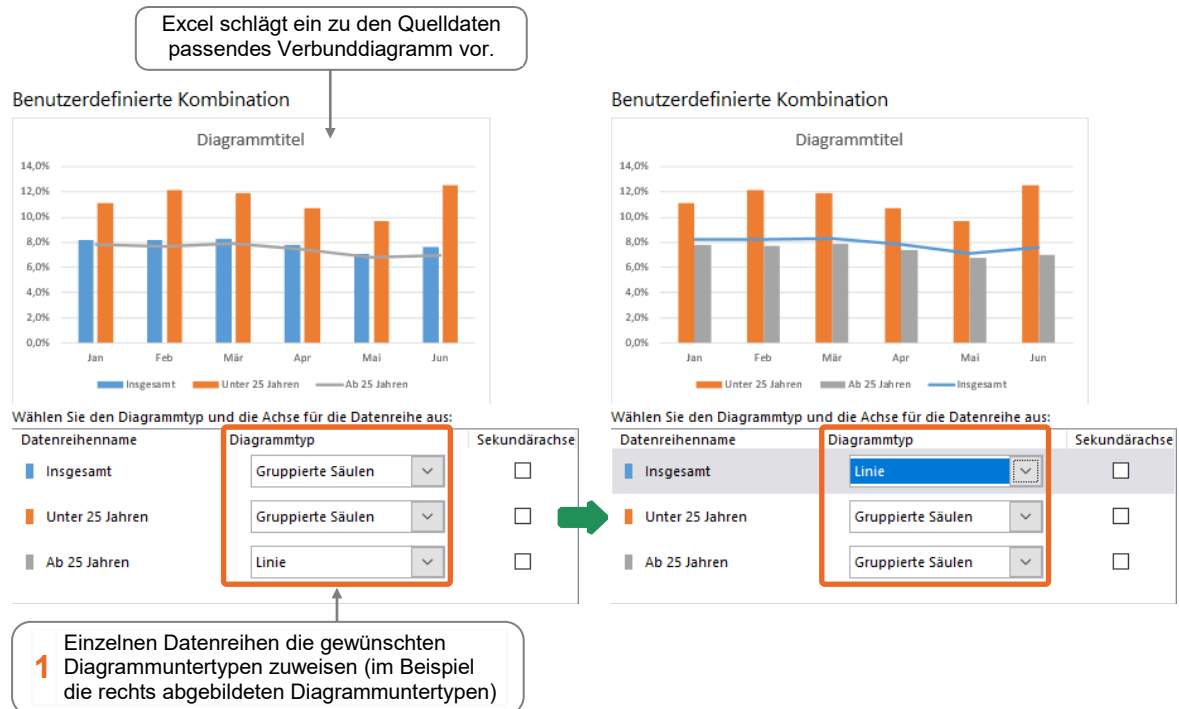 Excel schlägt ein zu den Quelldaten
passendes Verbunddiagramm vor.
Benutzerdefinierte Kombination
Diagrammtitel
14,0%
12,0%
10,0%
8,0%
6,0%
4,0%
2,0%
0,0%
Jan Feb Mär Apr Mai Jun
Insgesamt Unter 25 Jahren Ab 25 Jahren
Wählen Sie den Diagrammtyp und die Achse für die Datenreihe aus:
Datenreihenname Diagrammtyp Sekundärachse
Insgesamt Gruppierte Säulen
Unter 25 Jahren Gruppierte Säulen
Ab 25 Jahren Linie
1 Einzelnen Datenreihen die gewünschten
Diagrammuntertypen zuweisen (im Beispiel
die rechts abgebildeten Diagrammuntertypen)
Benutzerdefinierte Kombination
Diagrammtitel
14,0%
12,0%
10,0%
8,0%
6,0%
4,0%
2,0%
0,0%
Jan Feb Mär Apr Mai Jun
Unter 25 Jahren Ab 25 Jahren Insgesamt
Wählen Sie den Diagrammtyp und die Achse für die Datenreihe aus:
Datenreihenname Diagrammtyp Sekundärachse
Insgesamt Linie
Unter 25 Jahren Gruppierte Säulen
Ab 25 Jahren Gruppierte Säulen